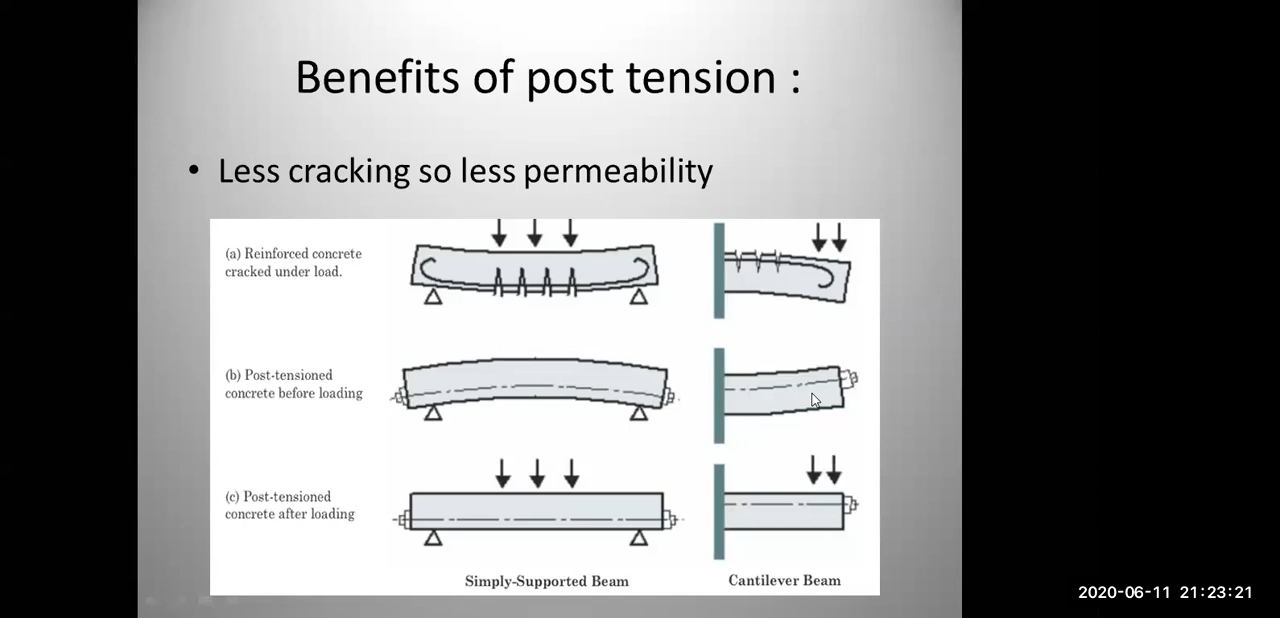 Benefits of post tension :
• Less cracking so less permeability
(a) Reinforced concrete
cracked under load.
(b) Post-tensioned
concrete before loading
(c) Post-tensioned
concrete after loading
Simply-Supported Beam
Cantilever Beam
2020-06-11 21:23:21